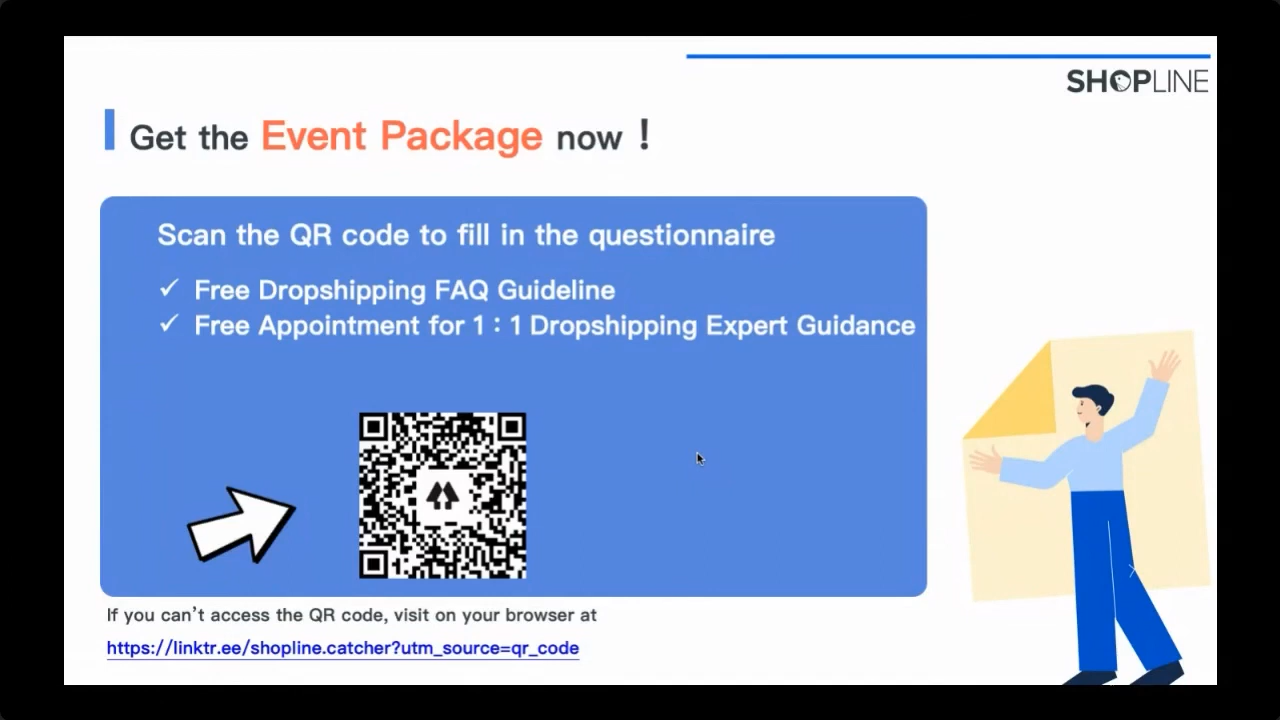 SHOPLINE
Get the Event Package now！
Scan the QR code to fill in the questionnaire
✓ Free Dropshipping FAQ Guideline
✓ Free Appointment for 1：1 Dropshipping Expert Guidance
If you can’t access the QR code, visit on your browser at
https://linktr.ee/shopline.catcher?utm_source=qr_code